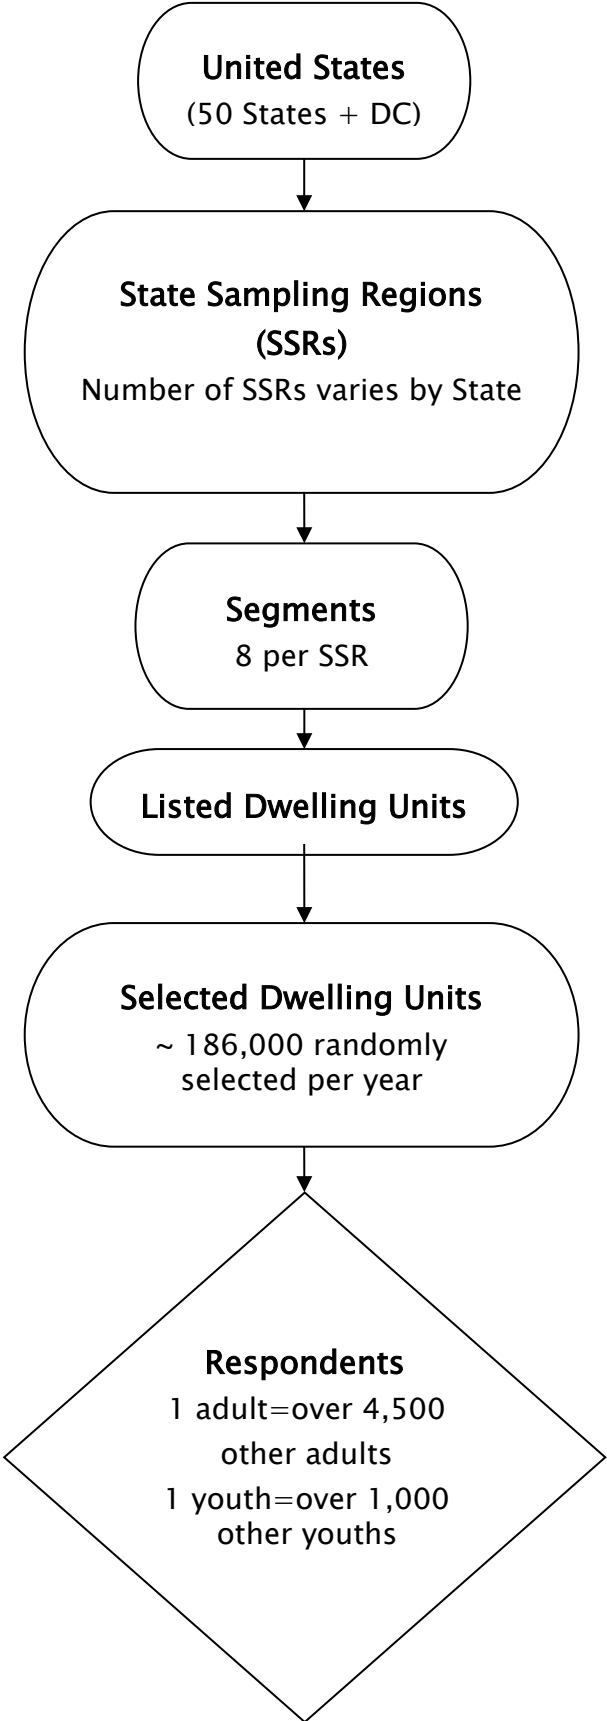 United States
(50 States + DC)
State Sampling Regions
(SSRs)
Number of SSRs varies by State
Segments
8 per SSR
Listed Dwelling Units
Selected Dwelling Units
~ 186,000 randomly
selected per year
Respondents
1 adult=over 4,500
other adults
1 youth=over 1,000
other youths